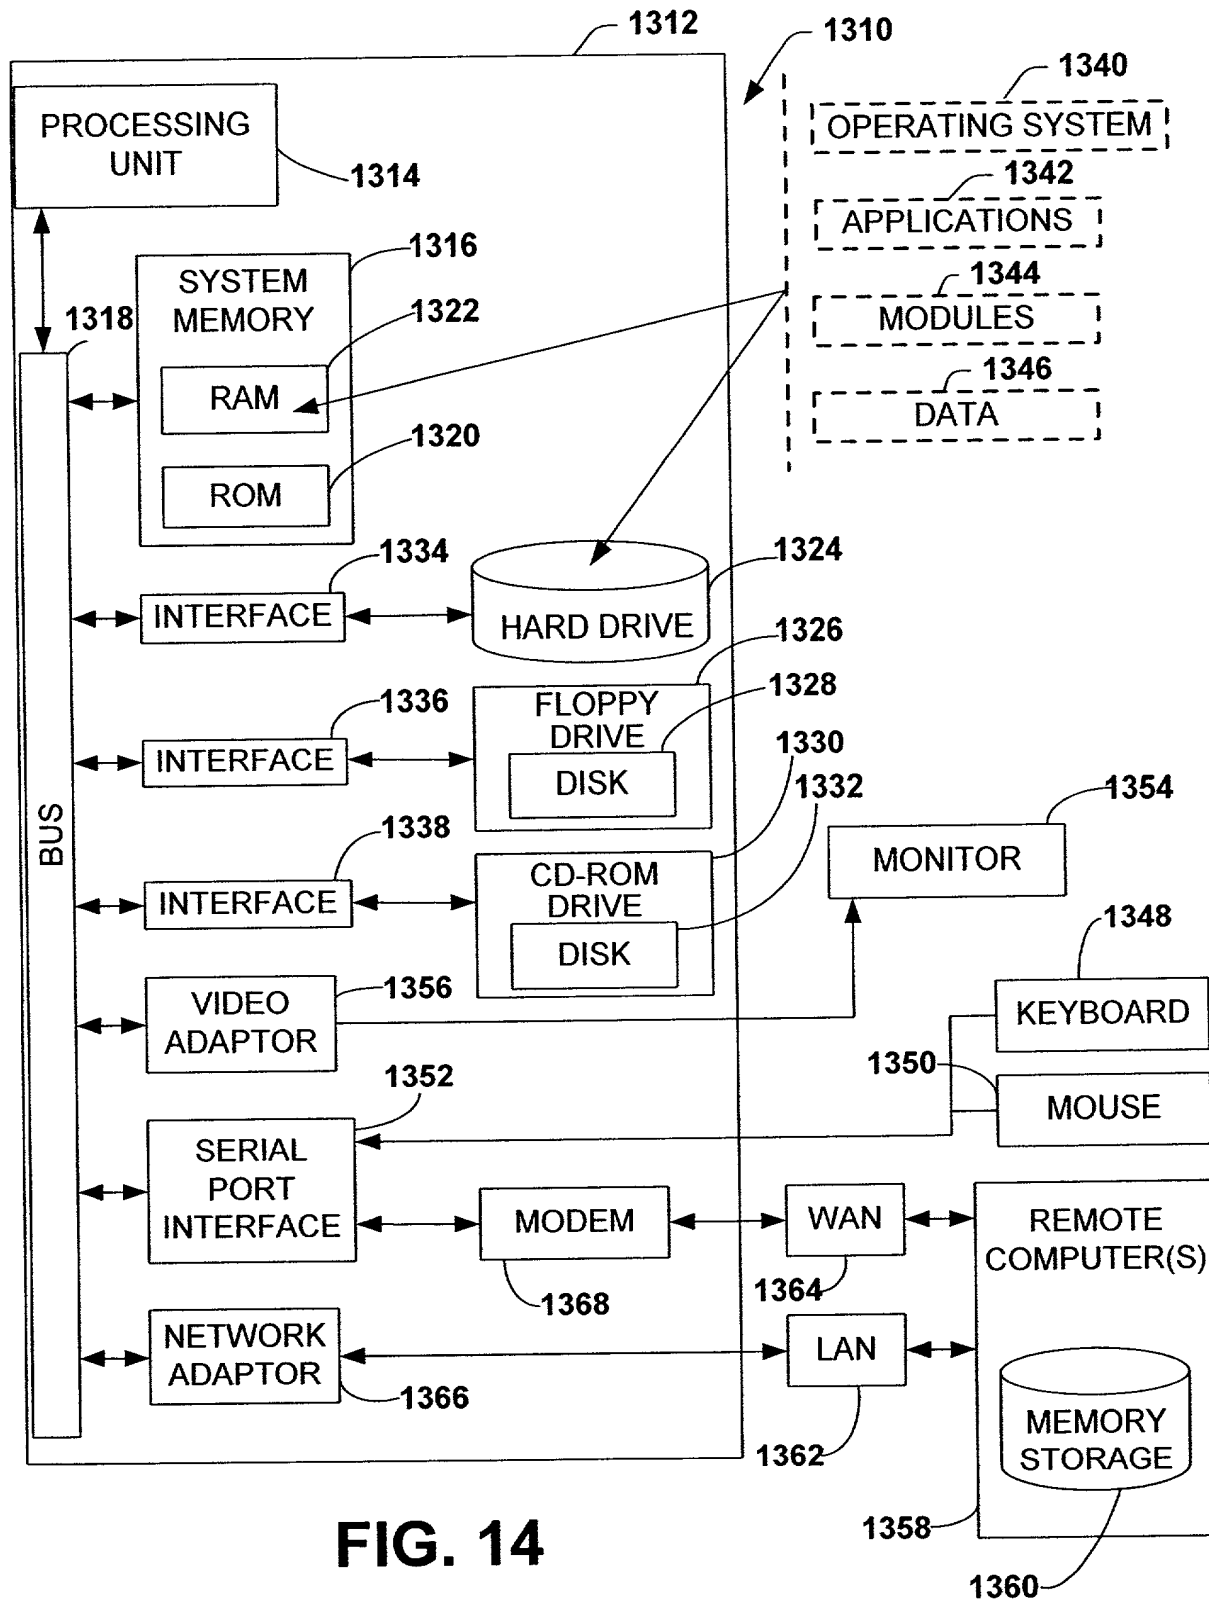 1312
1310
1340
OPERATING SYSTEM
PROCESSING
UNIT
1314
1342
APPLICATIONS
1316
SYSTEM
MEMORY
1344
MODULES
1318
1322
RAM
1346
DATA
1320
ROM
1334
INTERFACE
1324
HARD DRIVE
1326
1336
INTERFACE
FLOPPY
DRIVE
1328
DISK
1330
1332
1354
MONITOR
BUS
1338
INTERFACE
CD-ROM
DRIVE
DISK
1348
KEYBOARD
1356
VIDEO
ADAPTOR
1350
MOUSE
1352
SERIAL
PORT
INTERFACE
MODEM
1368
WAN
1364
REMOTE
COMPUTER(S)
NETWORK
ADAPTOR
1366
LAN
1362
MEMORY
STORAGE
1358
1360
FIG. 14